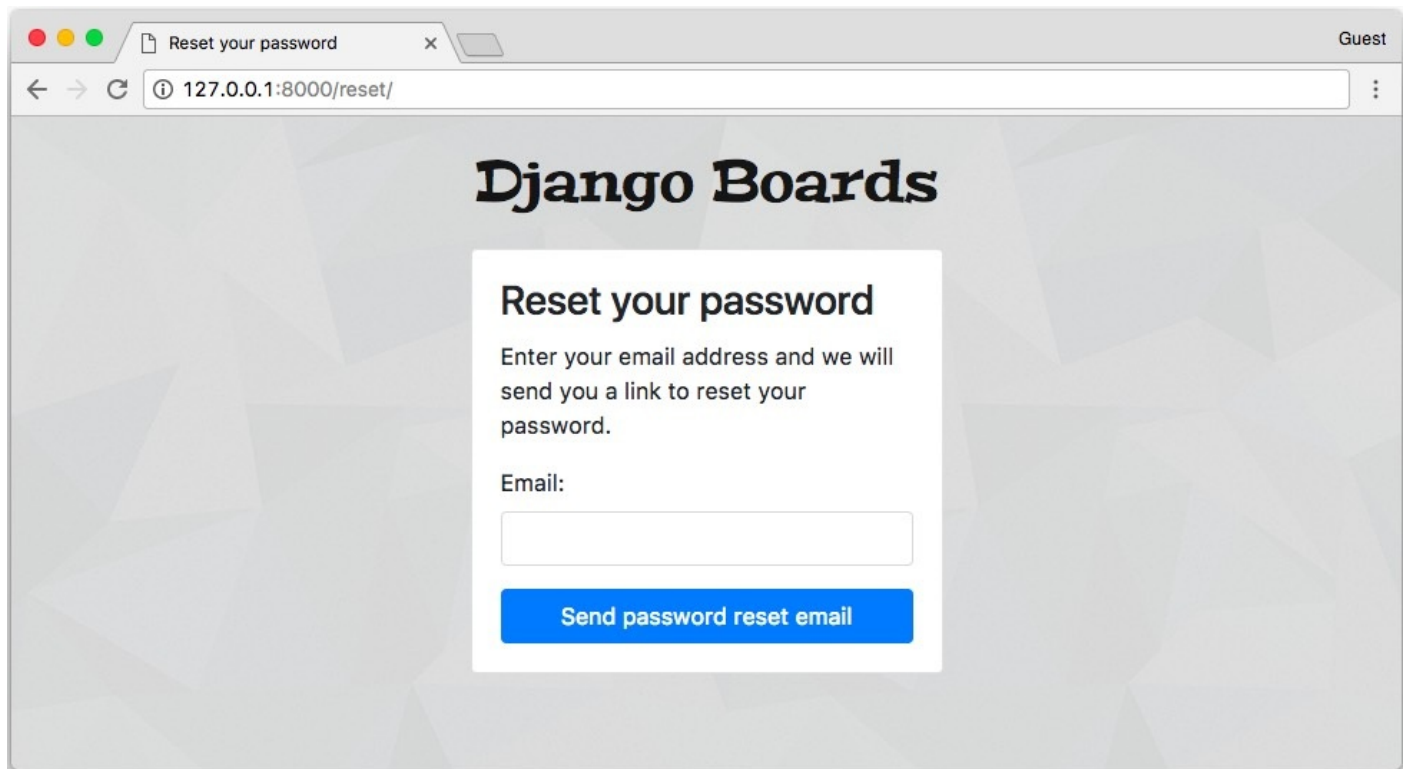 Reset your password
Guest
127.0.0.1:8000/reset/
Django Boards
Reset your password
Enter your email address and we will
send you a link to reset your
password.
Email:
Send password reset email